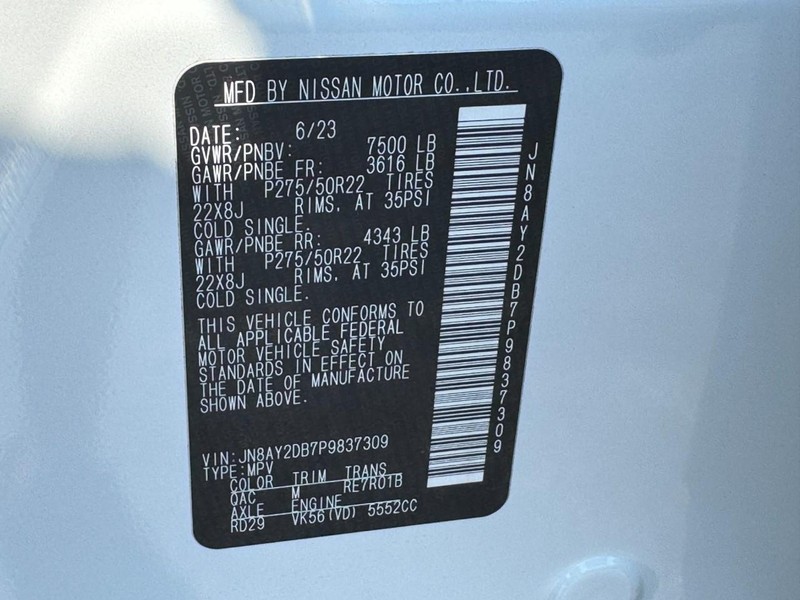 MFD BY NISSAN MOTOR CO.,LTD.
DATE: 6/23
GVWR/PNBV: 7500 LB
GAWR/PNBE FR: 3616 LB
WITH P275/50R22 TIRES
22X8J RIMS, AT 35PSI
COLD SINGLE.
GAWR/PNBE RR: 4343 LB
WITH P275/50R22 TIRES
22X8J RIMS, AT 35PSI
COLD SINGLE.
THIS VEHICLE CONFORMS TO
ALL APPLICABLE FEDERAL
MOTOR VEHICLE SAFETY
STANDARDS IN EFFECT ON
THE DATE OF MANUFACTURE
SHOWN ABOVE.
VIN:JN8AY2DB7P9837309
TYPE:MPV
COLOR TRIM TRANS
QAC M RE7R01B
AXLE ENGINE
RD29 VK56(VD) 5552CC
JN8AY2DB7P9837309